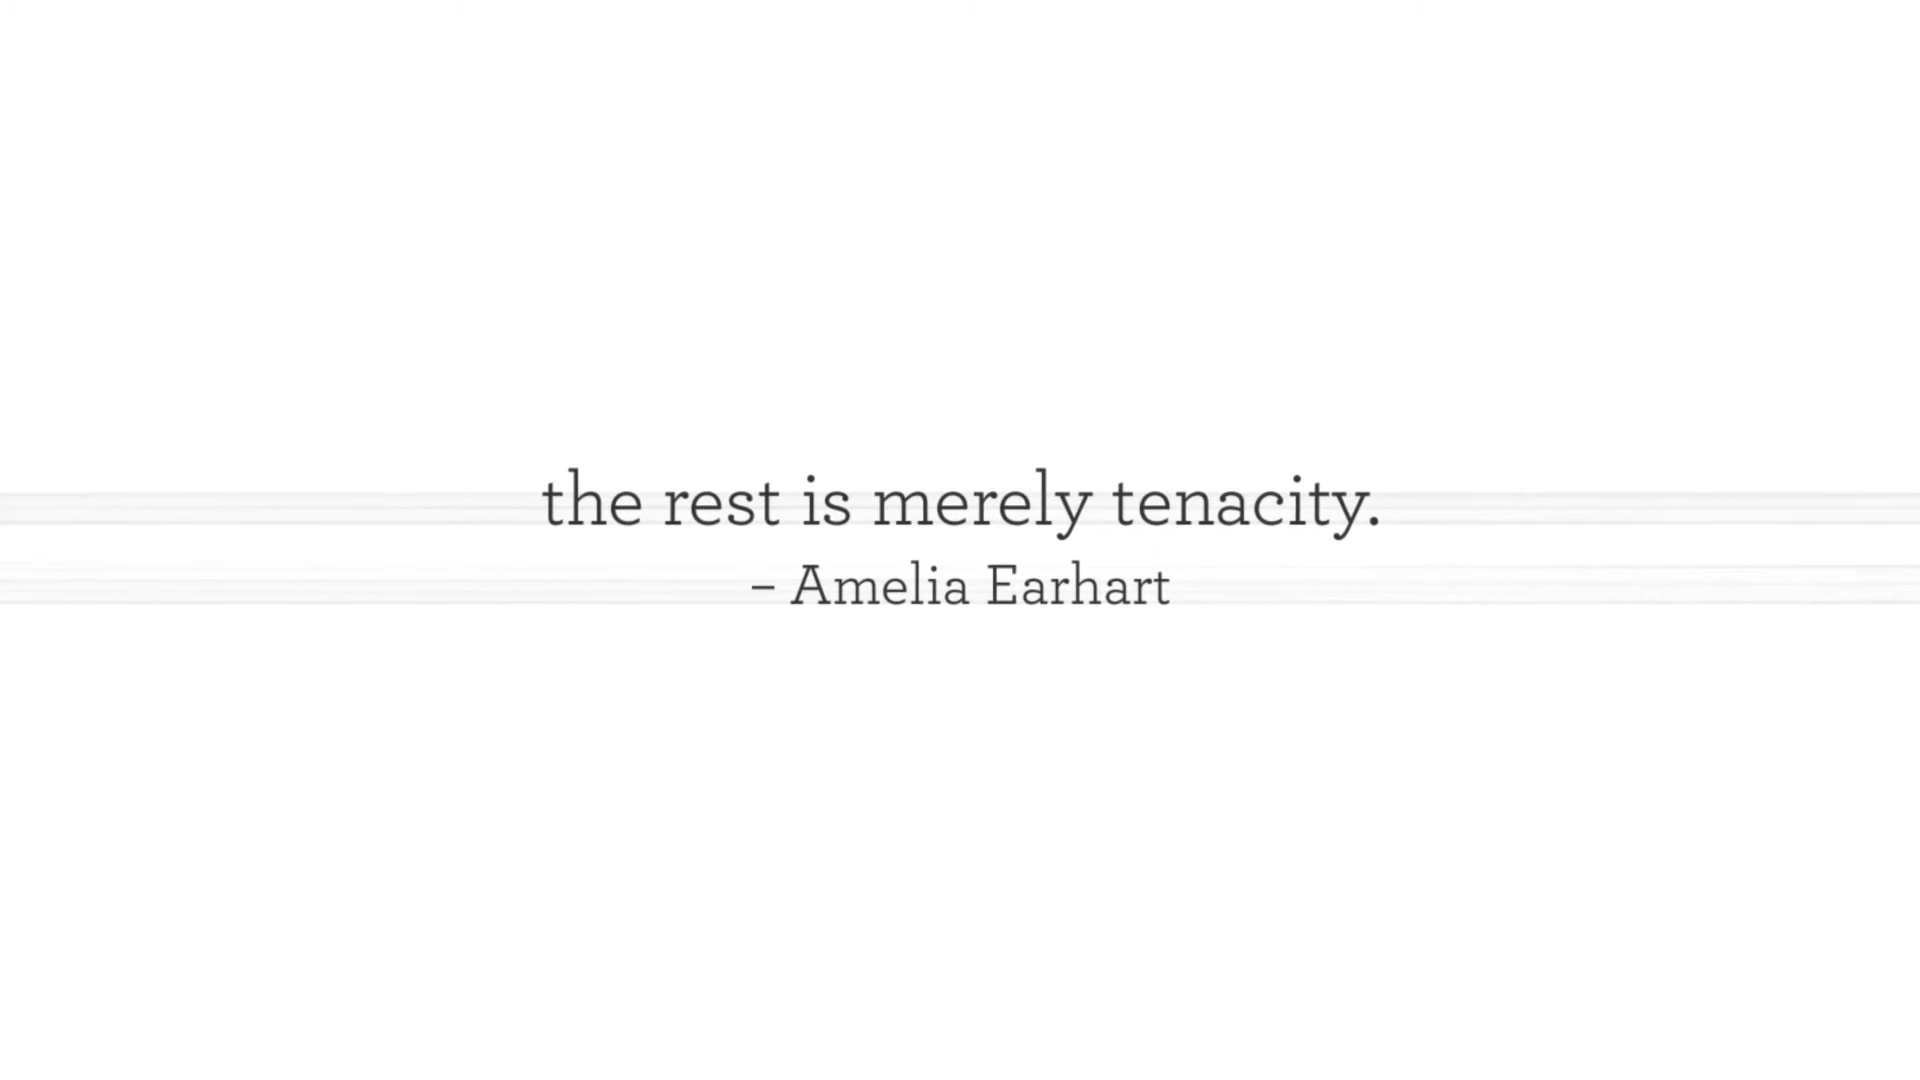 the rest is merely tenacity.
– Amelia Earhart